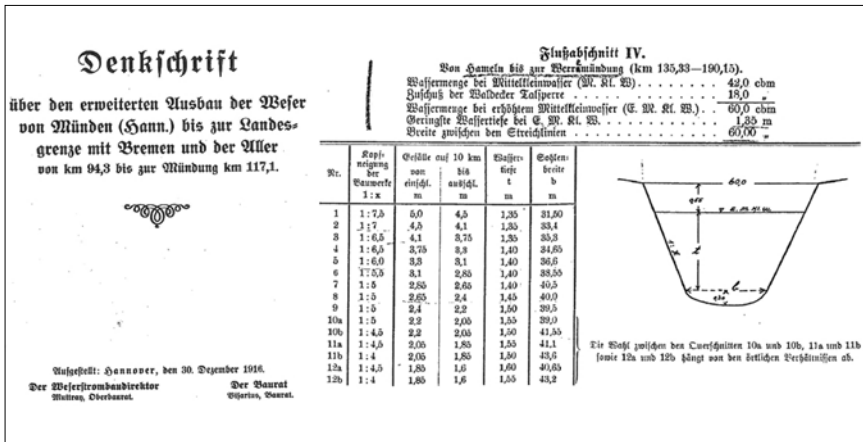 Denkschrift
über den erweiterten Ausbau der Weser
von Münden (Hann.) bis zur Landes-
grenze mit Bremen und der Aller
von km 94,3 bis zur Mündung km 117,1.
Aufgestellt: Hannover, den 30. Dezember 1916.
Der Weserstrombaudirektor Der Baurat
Muttray, Oberbaurat. Visarius, Baurat.
Flußabschnitt IV.
Von Hameln bis zur Werramündung (km 135,33—190,15).
Wassermenge bei Mittelkleinwasser (M. Kl. W) . . . . . 42,0 cbm
Zuschuß der Waldecker Talsperre . . . . . 18,0 „
Wassermenge bei erhöhtem Mittelkleinwasser (E. M. Kl. W.) . . 60,0 cbm
Geringste Wassertiefe bei E. M. Kl. W. . . . . . 1,35 m
Breite zwischen den Streichlinien . . . . . 60,00 „
Nr. Kopfneigung der Bauwerke 1 : x Gefälle auf 10 km von einschl. m bis ausschl. m Wassertiefe t m Sohlenbreite b m
1 1 : 7,5 5,0 4,5 1,35 31,50
2 1 : 7 4,5 4,1 1,35 33,4
3 1 : 6,5 4,1 3,75 1,35 35,3
4 1 : 6,5 3,75 3,3 1,40 34,65
5 1 : 6,0 3,3 3,1 1,40 36,6
6 1 : 5,5 3,1 2,85 1,40 38,55
7 1 : 5 2,85 2,65 1,40 40,5
8 1 : 5 2,65 2,4 1,45 40,0
9 1 : 5 2,4 2,2 1,50 39,5
10a 1 : 5 2,2 2,05 1,55 39,0
10b 1 : 4,5 2,2 2,05 1,50 41,55
11a 1 : 4,5 2,05 1,85 1,55 41,1
11b 1 : 4 2,05 1,85 1,50 43,6
12a 1 : 4,5 1,85 1,6 1,60 40,65
12b 1 : 4 1,85 1,6 1,55 43,2
60,0
E. M. Kl. W.
t
b
Die Wahl zwischen den Querschnitten 10a und 10b, 11a und 11b
sowie 12a und 12b hängt von den örtlichen Verhältnissen ab.